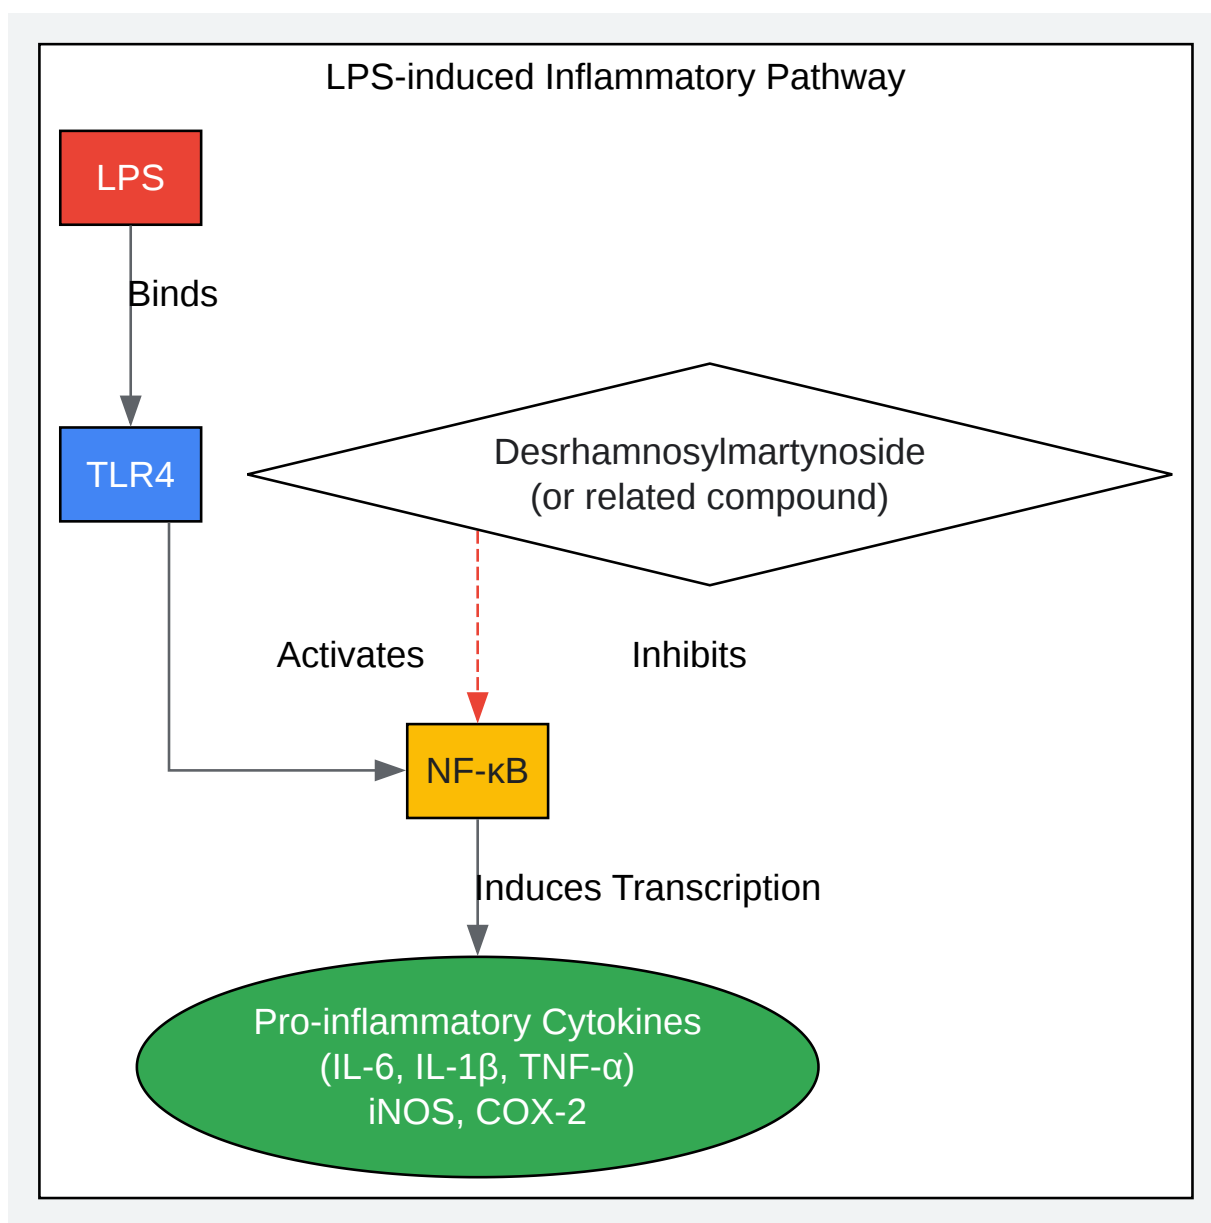 LPS-induced Inflammatory Pathway
LPS
Binds
TLR4
Desrhamnosylmartynoside
(or related compound)
Activates
Inhibits
NF-κB
Induces Transcription
Pro-inflammatory Cytokines
(IL-6, IL-1β, TNF-α)
iNOS, COX-2